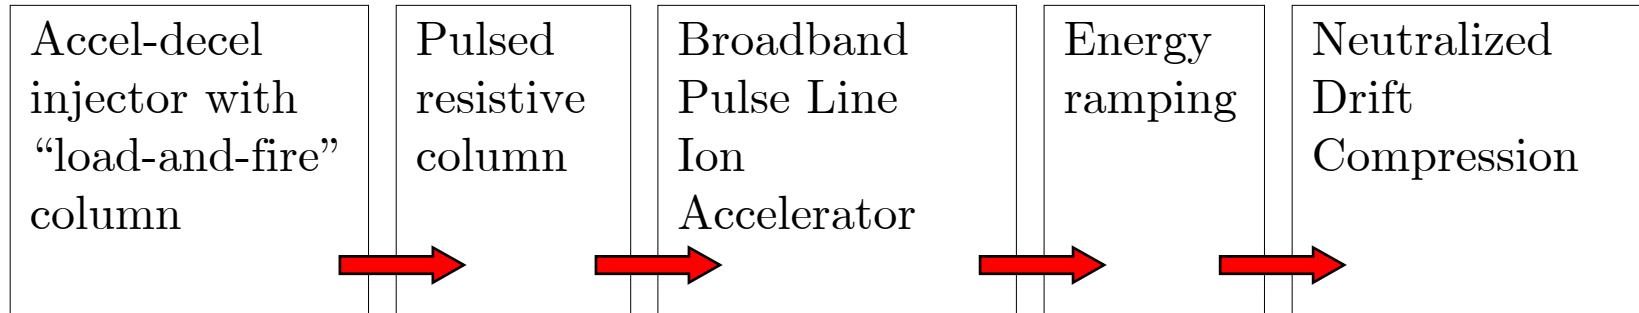 Accel-decel
injector with
“load-and-fire”
column
Pulsed
resistive
column
Broadband
Pulse Line
Ion
Accelerator
Energy
ramping
Neutralized
Drift
Compression